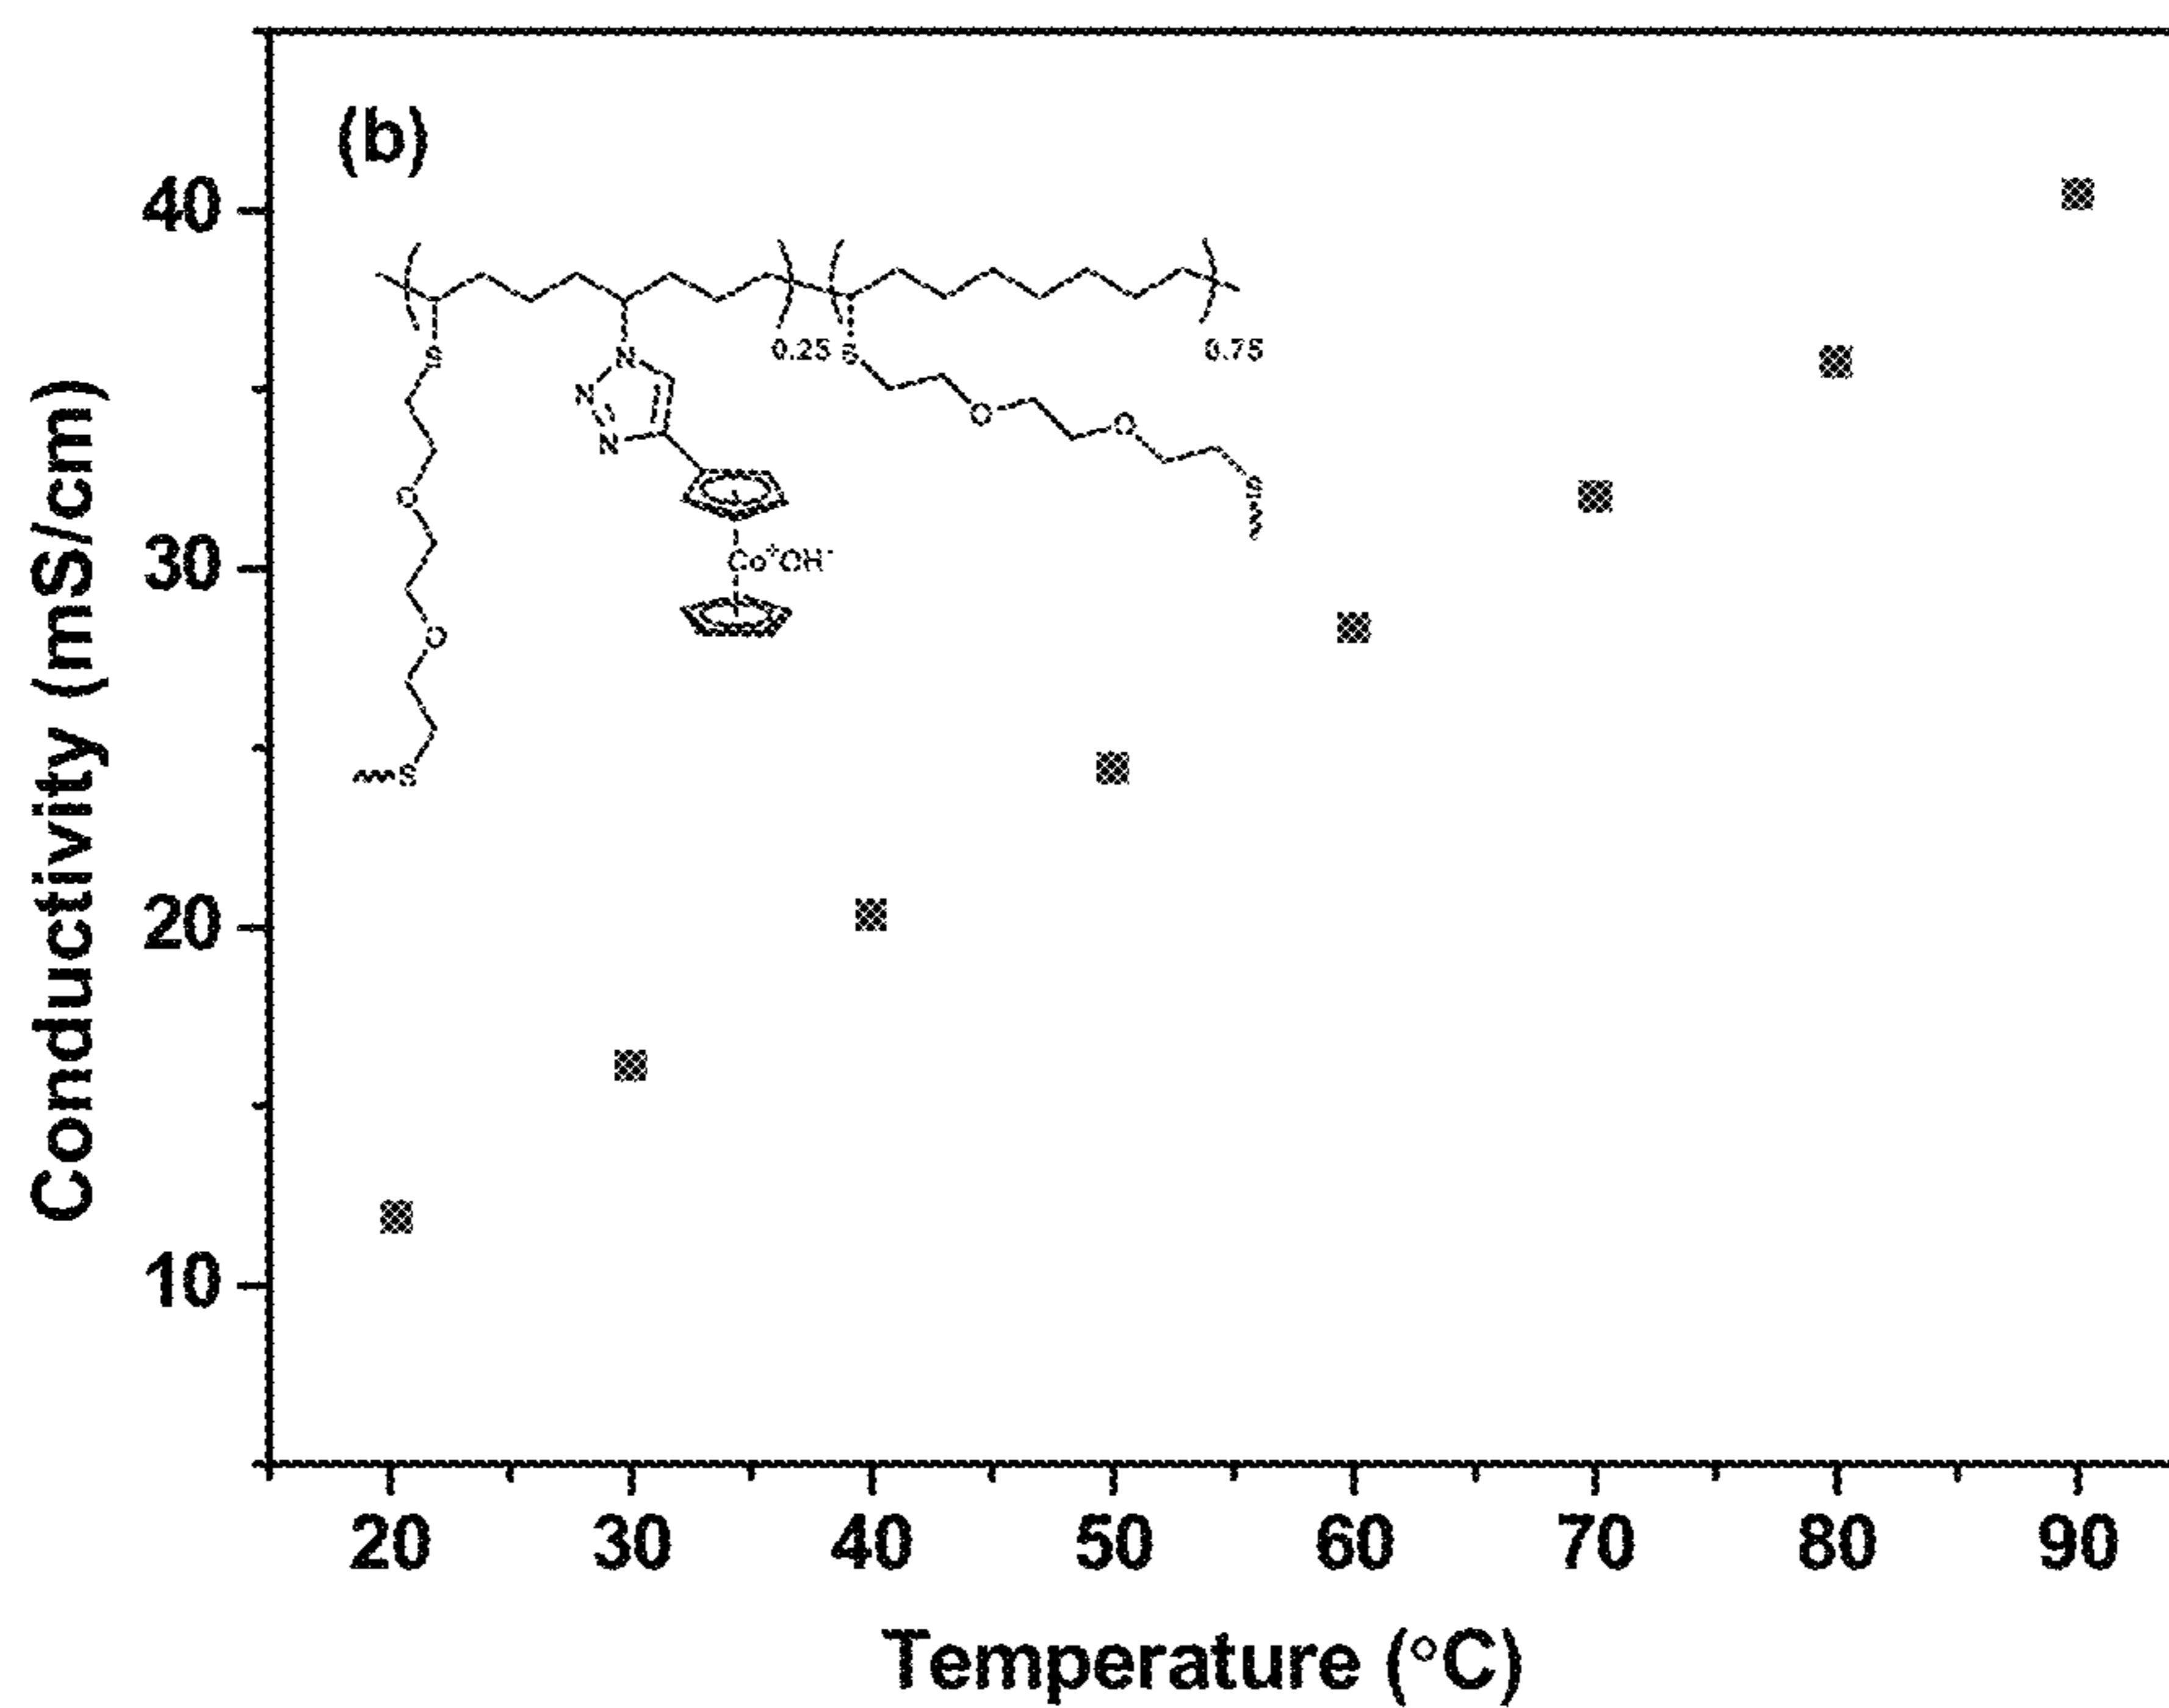 (b)
Conductivity (mS/cm)
40
30
20
10
S
N
N
N
0.25
S
0.75
O
O
S
O
Co⁺OH⁻
O
S
20 30 40 50 60 70 80 90
Temperature (°C)